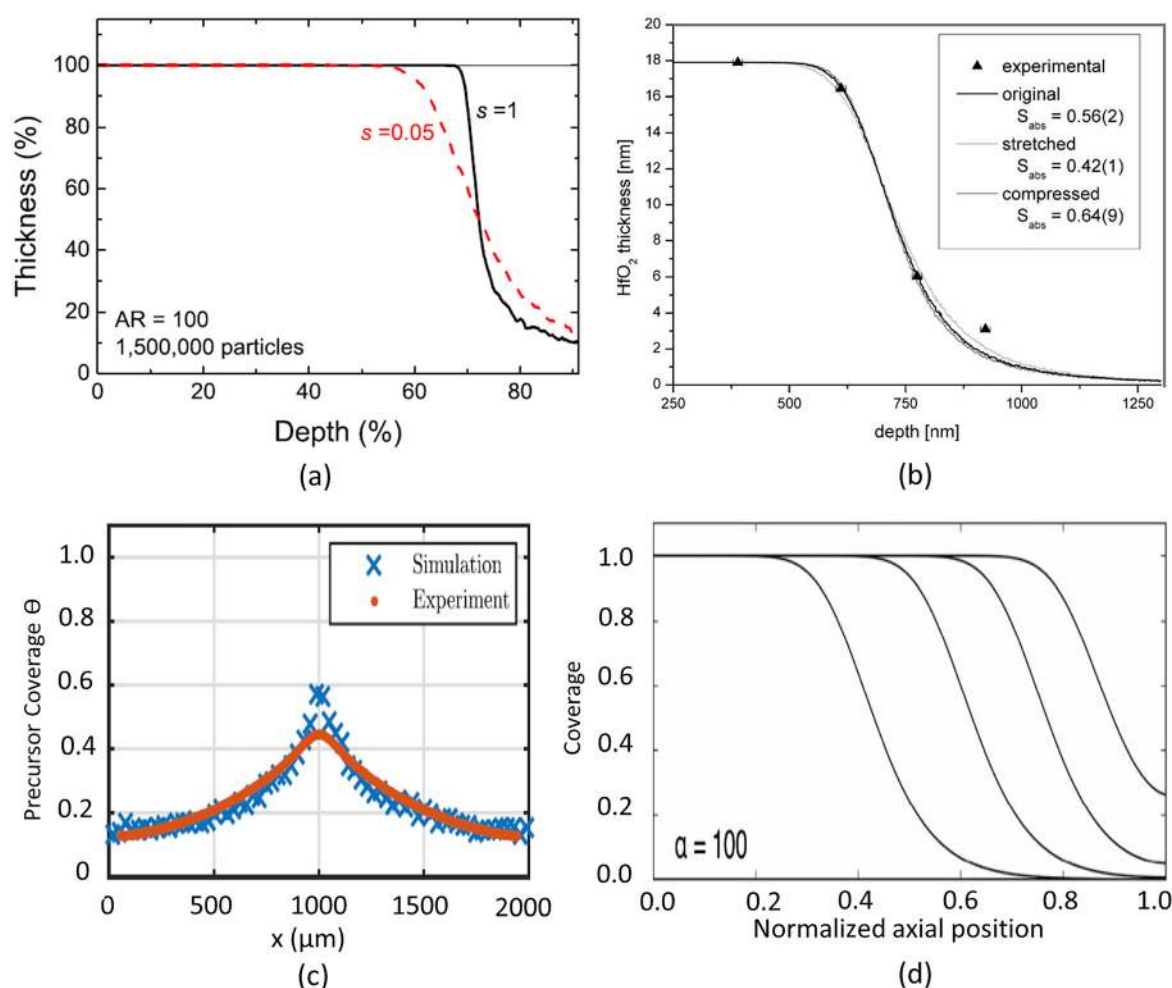 Thickness (%)
100
80
60
40
20
0
s =1
s =0.05
AR = 100
1,500,000 particles
0 20 40 60 80
Depth (%)
(a)
HfO₂ thickness [nm]
20
18
16
14
12
10
8
6
4
2
0
experimental
original
S_abs = 0.56(2)
stretched
S_abs = 0.42(1)
compressed
S_abs = 0.64(9)
250 500 750 1000 1250
depth [nm]
(b)
Precursor Coverage Θ
1.0
0.8
0.6
0.4
0.2
0
Simulation
Experiment
0 500 1000 1500 2000
x (μm)
(c)
Coverage
1.0
0.8
0.6
0.4
0.2
0.0
α = 100
0.0 0.2 0.4 0.6 0.8 1.0
Normalized axial position
(d)